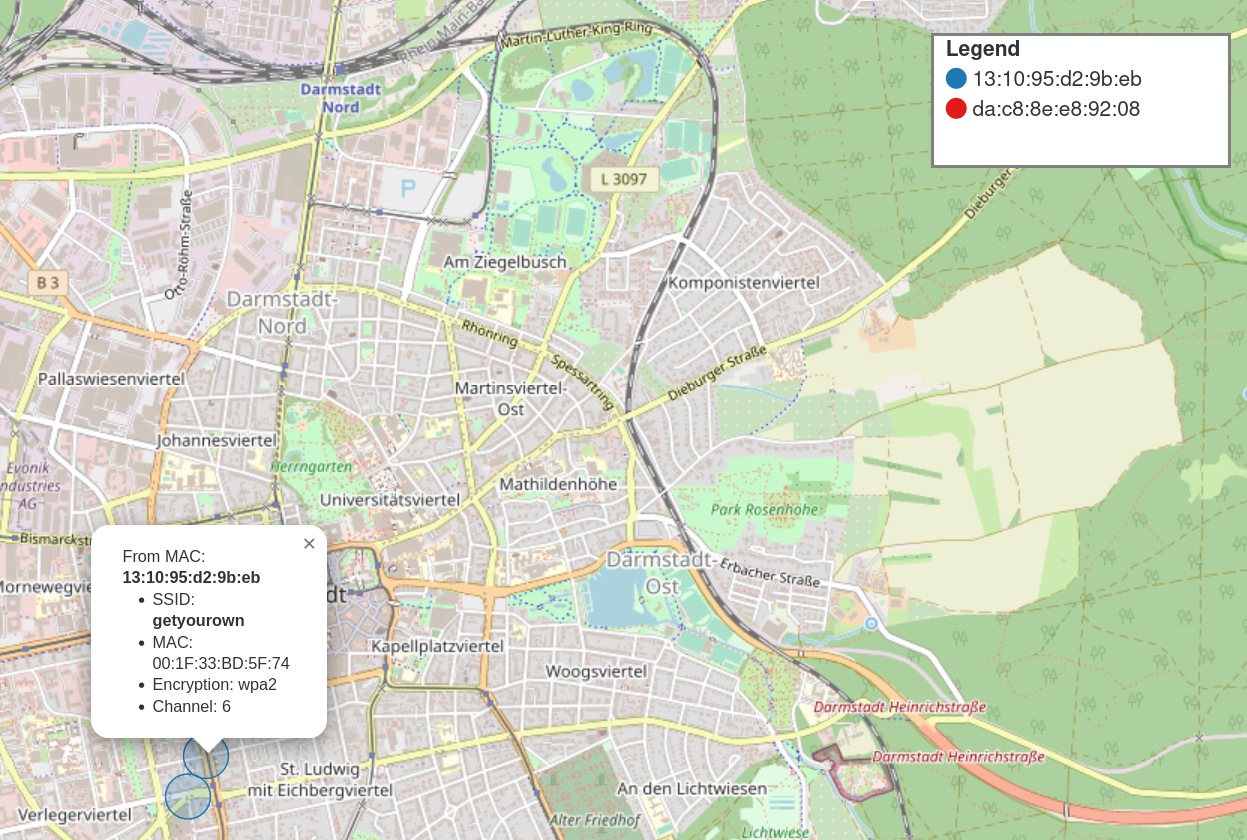 Martin-Luther-King-Ring
Rhein-Main-Ba
Legend
13:10:95:d2:9b:eb
da:c8:8e:e8:92:08
Darmstadt
Nord
P
L 3097
Dieburger
Otto-Röhm-Straße
Am Ziegelbusch
B 3
Komponistenviertel
Darmstadt-
Nord
Rhönring
Spessartring
Dieburger Straße
Pallaswiesenviertel
Martinsviertel-
Ost
Johannesviertel
Herrngarten
Evonik
ndustries
AG
Universitätsviertel
Mathildenhöhe
Park Rosenhöhe
Bismarckst
From MAC:
13:10:95:d2:9b:eb
SSID:
getyourown
MAC:
00:1F:33:BD:5F:74
Encryption: wpa2
Channel: 6
×
Darmstadt-
Ost
Erbacher Straße
Mornewegvie
dt
Kapellplatzviertel
Woogsviertel
Darmstadt Heinrichstraße
Darmstadt Heinrichstraße
St. Ludwig
mit Eichbergviertel
An den Lichtwiesen
Verlegerviertel
Alter Friedhof
Lichtwiese